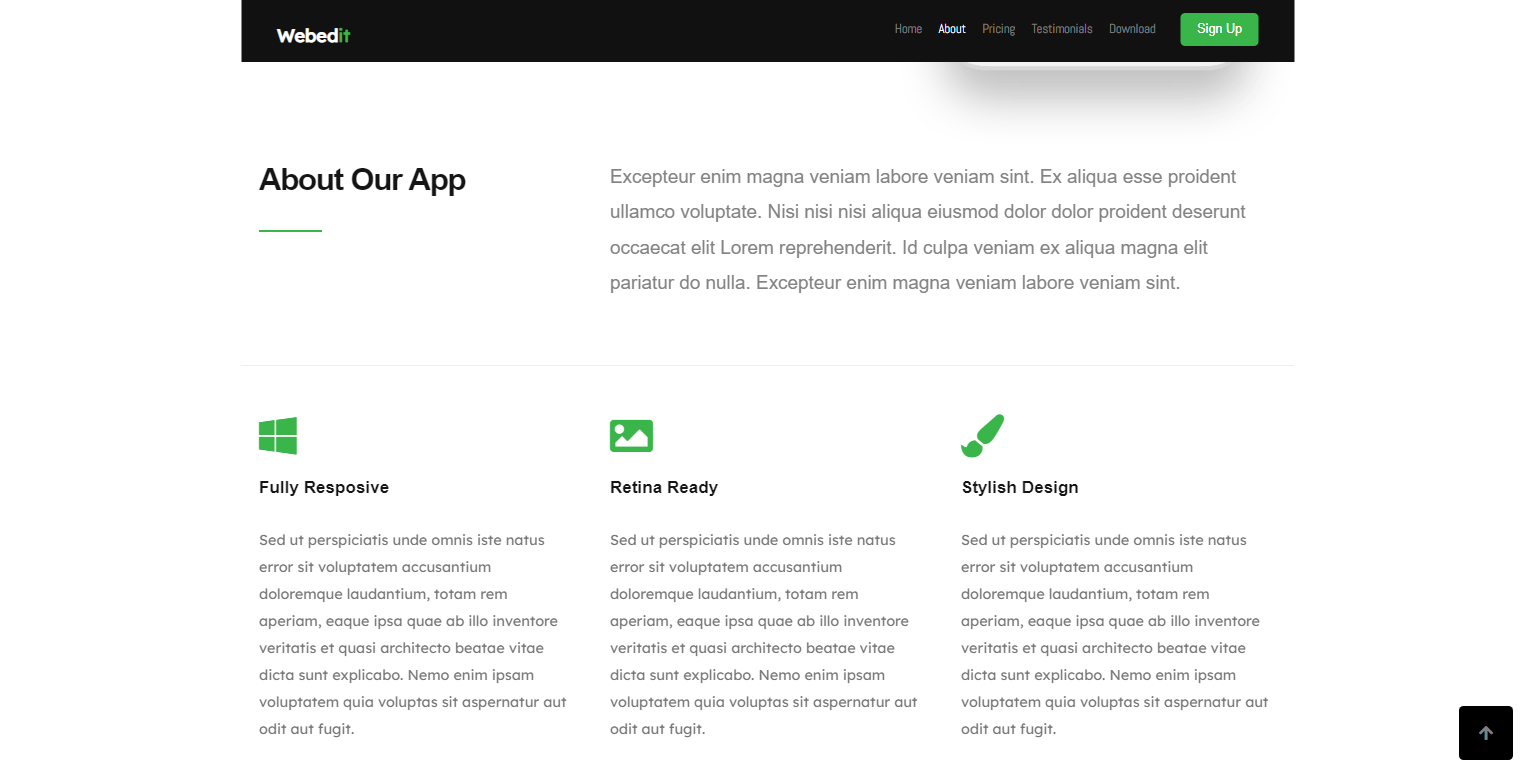 Webedit
Home About Pricing Testimonials Download Sign Up
About Our App
Excepteur enim magna veniam labore veniam sint. Ex aliqua esse proident
ullamco voluptate. Nisi nisi nisi aliqua eiusmod dolor dolor proident deserunt
occaecat elit Lorem reprehenderit. Id culpa veniam ex aliqua magna elit
pariatur do nulla. Excepteur enim magna veniam labore veniam sint.
Fully Resposive
Sed ut perspiciatis unde omnis iste natus
error sit voluptatem accusantium
doloremque laudantium, totam rem
aperiam, eaque ipsa quae ab illo inventore
veritatis et quasi architecto beatae vitae
dicta sunt explicabo. Nemo enim ipsam
voluptatem quia voluptas sit aspernatur aut
odit aut fugit.
Retina Ready
Sed ut perspiciatis unde omnis iste natus
error sit voluptatem accusantium
doloremque laudantium, totam rem
aperiam, eaque ipsa quae ab illo inventore
veritatis et quasi architecto beatae vitae
dicta sunt explicabo. Nemo enim ipsam
voluptatem quia voluptas sit aspernatur aut
odit aut fugit.
Stylish Design
Sed ut perspiciatis unde omnis iste natus
error sit voluptatem accusantium
doloremque laudantium, totam rem
aperiam, eaque ipsa quae ab illo inventore
veritatis et quasi architecto beatae vitae
dicta sunt explicabo. Nemo enim ipsam
voluptatem quia voluptas sit aspernatur aut
odit aut fugit.